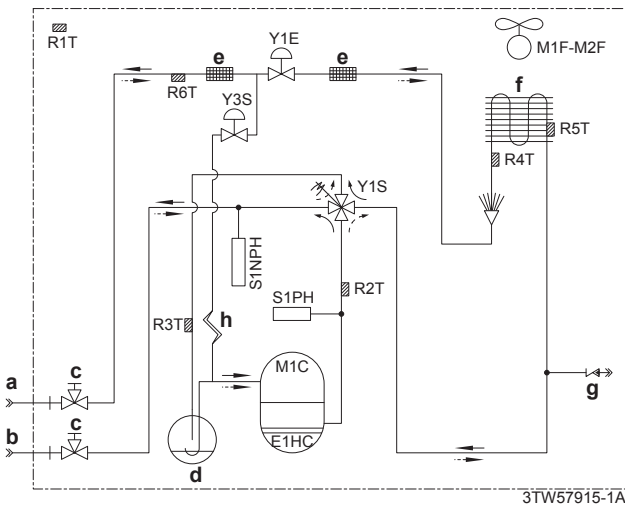 R1T
M1F-M2F
Y1E
e
e
f
R6T
Y3S
R5T
R4T
Y1S
S1NPH
R2T
S1PH
R3T
h
M1C
a
c
g
b
c
E1HC
d
3TW57915-1A